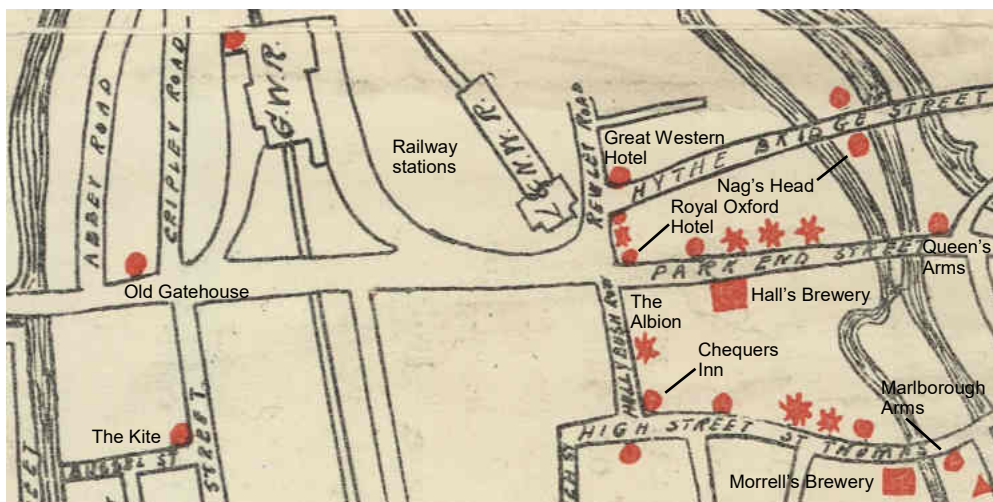 ABBEY ROAD
CRIPLEY ROAD
G.W.R.
Railway
stations
L & N.W.R.
REWLEY ROAD
Great Western
Hotel
HYTHE BRIDGE STREET
Nag's Head
Royal Oxford
Hotel
PARK END STREET
Queen's
Arms
Old Gatehouse
The
Albion
Hall's Brewery
HOLLYBUSH ROW
Chequers
Inn
Marlborough
Arms
The Kite
RUSSEL ST
STREET
HIGH STREET ST THOMAS
Morrell's Brewery